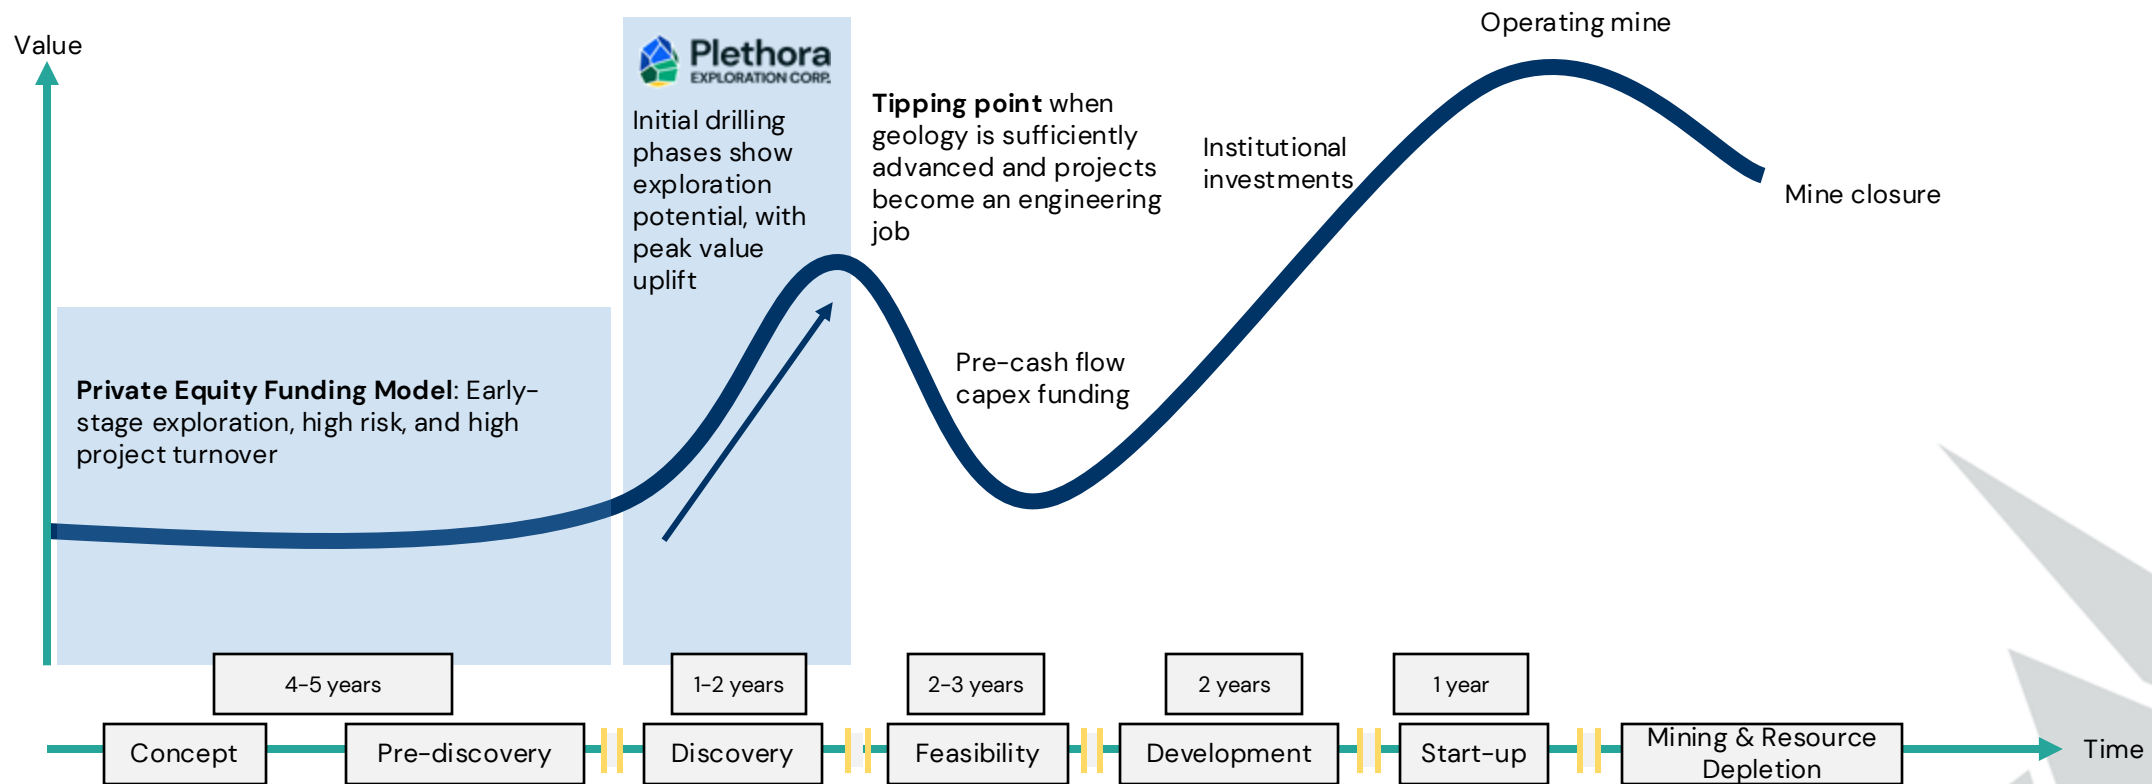 Value
Plethora
EXPLORATION CORP.
Initial drilling
phases show
exploration
potential, with
peak value
uplift
Tipping point when
geology is sufficiently
advanced and projects
become an engineering
job
Operating mine
Institutional
investments
Mine closure
Pre-cash flow
capex funding
Private Equity Funding Model: Early-
stage exploration, high risk, and high
project turnover
4-5 years
1-2 years
2-3 years
2 years
1 year
Concept
Pre-discovery
Discovery
Feasibility
Development
Start-up
Mining & Resource
Depletion
Time